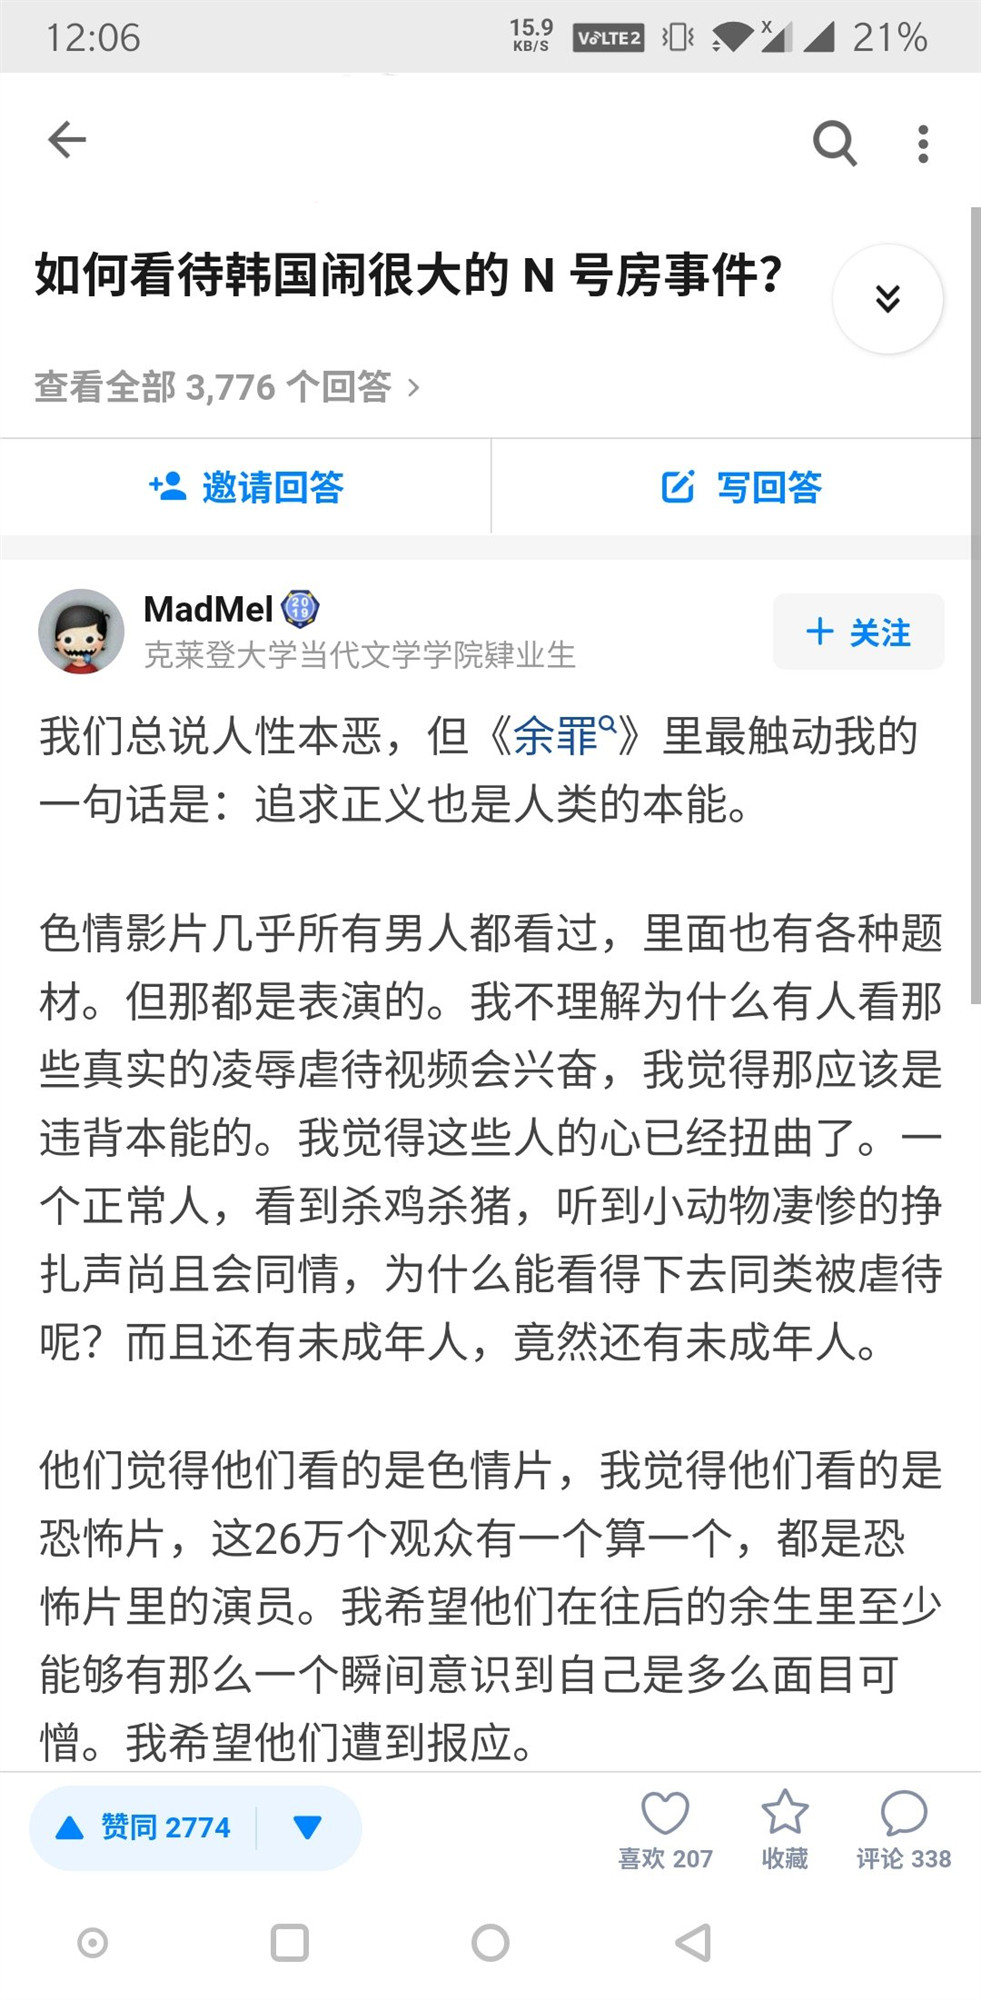 12:06
15.9
KB/S
VoLTE2
x
21%
如何看待韩国闹很大的 N 号房事件?
查看全部 3,776 个回答 >
邀请回答
写回答
MadMel
2019
克莱登大学当代文学学院肄业生
+ 关注
我们总说人性本恶，但《余罪》里最触动我的
一句话是：追求正义也是人类的本能。
色情影片几乎所有男人都看过，里面也有各种题
材。但那都是表演的。我不理解为什么有人看那
些真实的凌辱虐待视频会兴奋，我觉得那应该是
违背本能的。我觉得这些人的心已经扭曲了。一
个正常人，看到杀鸡杀猪，听到小动物凄惨的挣
扎声尚且会同情，为什么能看得下去同类被虐待
呢？而且还有未成年人，竟然还有未成年人。
他们觉得他们看的是色情片，我觉得他们看的是
恐怖片，这26万个观众有一个算一个，都是恐
怖片里的演员。我希望他们在往后的余生里至少
能够有那么一个瞬间意识到自己是多么面目可
憎。我希望他们遭到报应。
赞同 2774
喜欢 207
收藏
评论 338